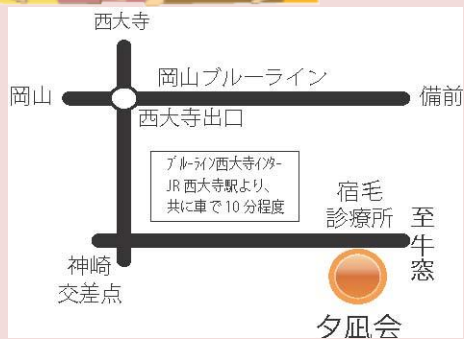 西大寺
岡山ブルーライン
岡山
備前
西大寺出口
ブルーライン西大寺インター
JR西大寺駅より、
共に車で10分程度
宿毛
診療所
至牛窓
神崎
交差点
夕凪会